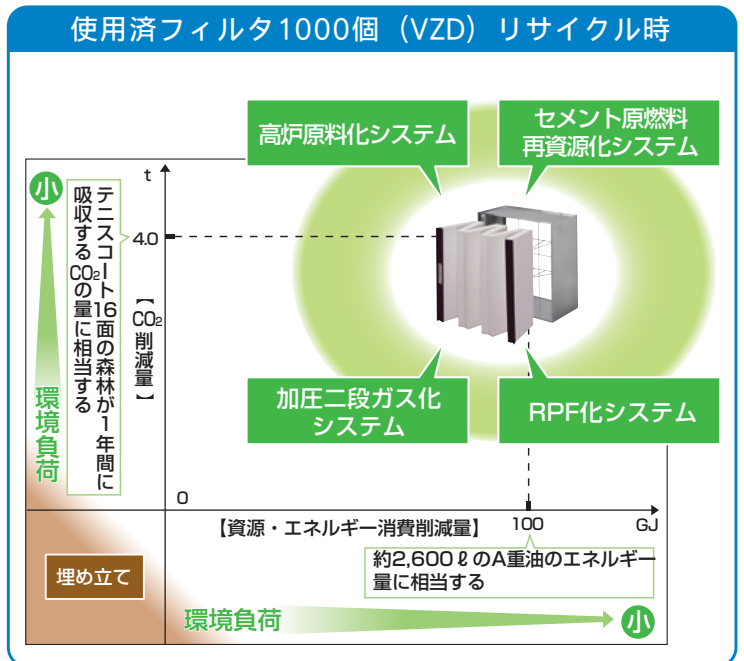 使用済フィルタ1000個（VZD）リサイクル時
高炉原料化システム
セメント原燃料
再資源化システム
t
小
テニスコート16面の森林が1年間に
吸収するCO₂の量に相当する
4.0
【CO₂削減量】
環境負荷
加圧二段ガス化
システム
RPF化システム
0
【資源・エネルギー消費削減量】
100
GJ
約2,600ℓのA重油のエネルギー
量に相当する
埋め立て
環境負荷
小